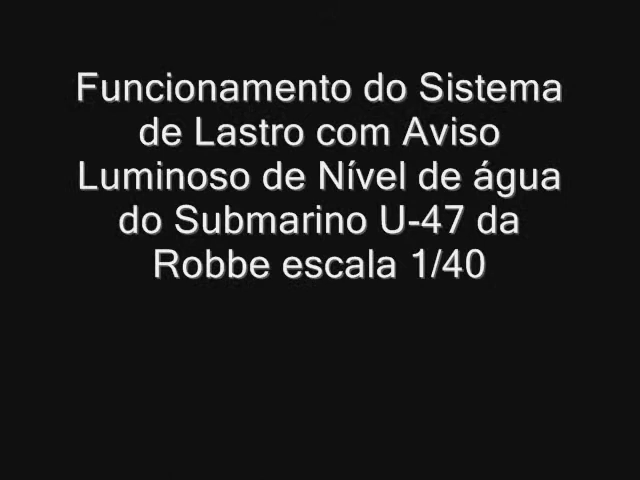 Funcionamento do Sistema
de Lastro com Aviso
Luminoso de Nível de água
do Submarino U-47 da
Robbe escala 1/40